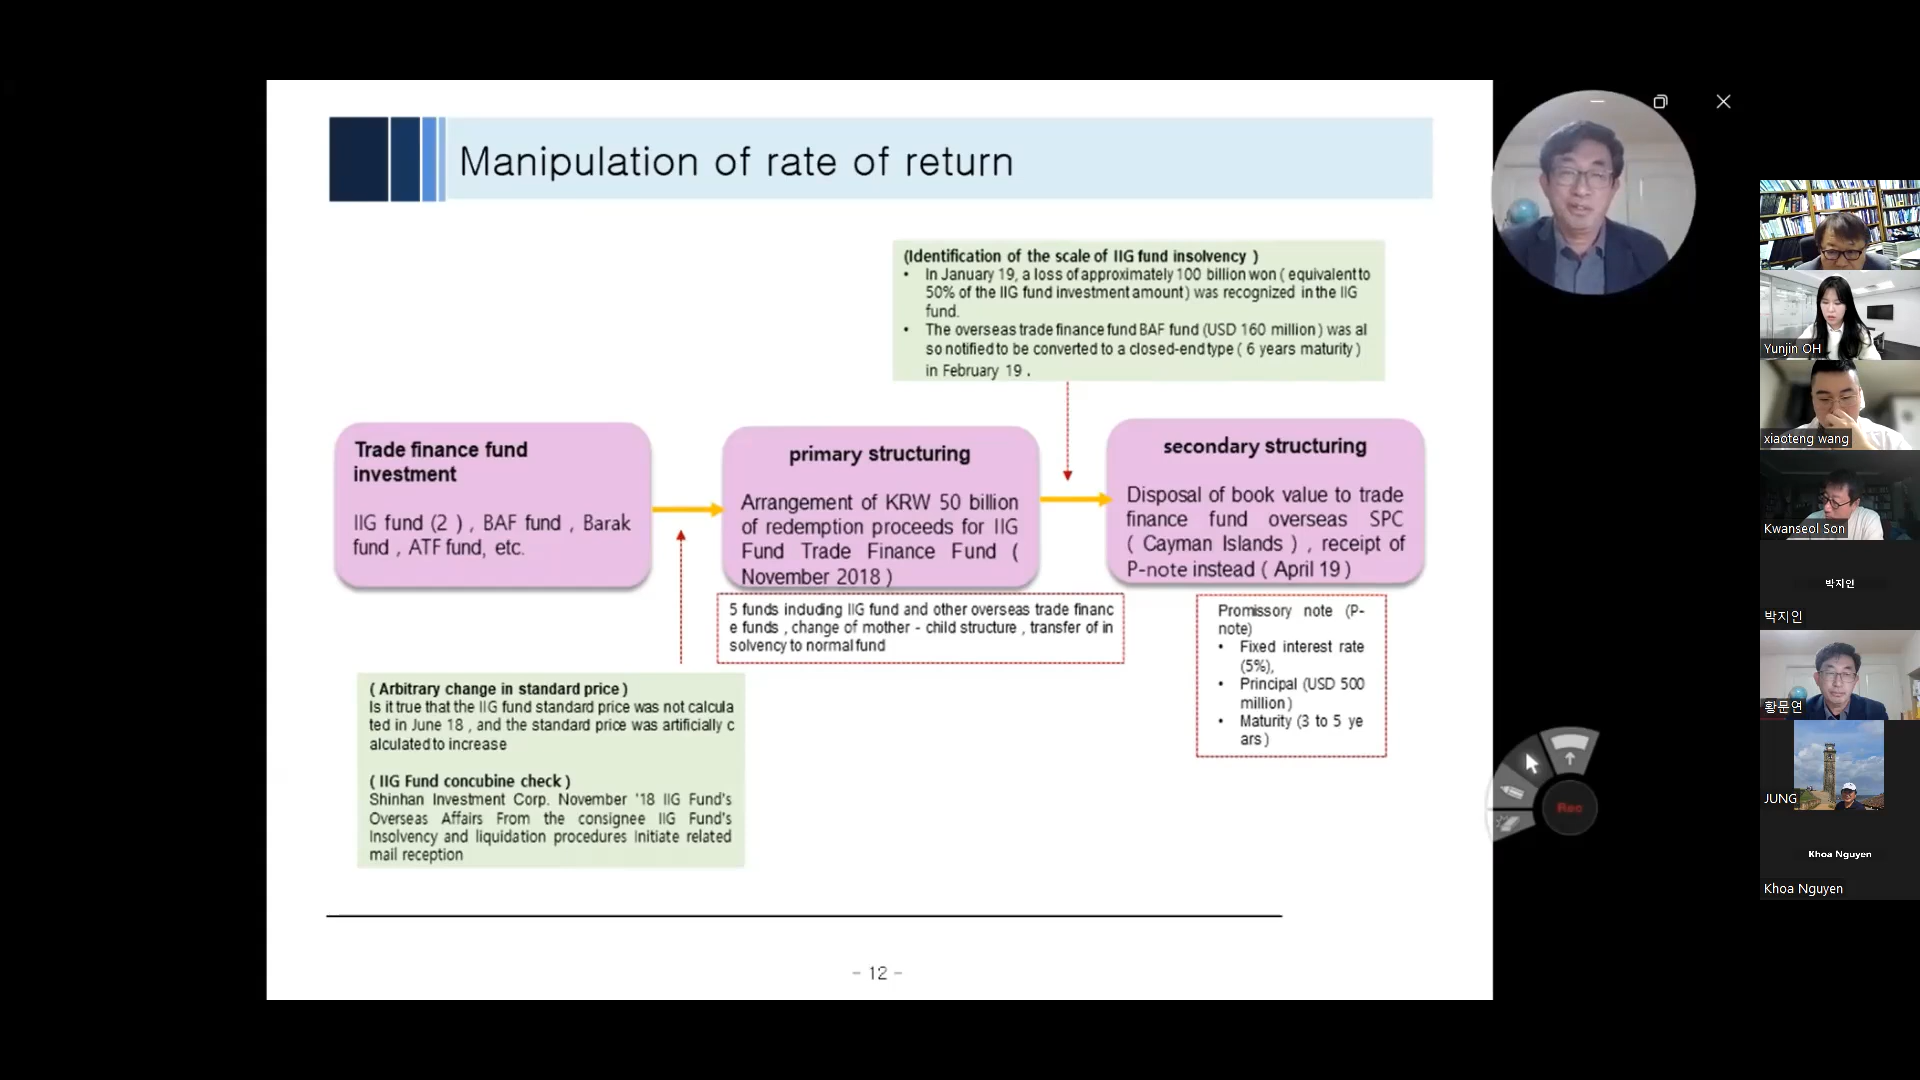 Manipulation of rate of return
(Identification of the scale of IIG fund insolvency )
• In January 19, a loss of approximately 100 billion won ( equivalent to
50% of the IIG fund investment amount) was recognized in the IIG
fund.
• The overseas trade finance fund BAF fund (USD 160 million ) was al
so notified to be converted to a closed-end type ( 6 years maturity )
in February 19 .
Trade finance fund
investment
IIG fund (2 ) , BAF fund , Barak
fund , ATF fund, etc.
primary structuring
Arrangement of KRW 50 billion
of redemption proceeds for IIG
Fund Trade Finance Fund (
November 2018 )
secondary structuring
Disposal of book value to trade
finance fund overseas SPC
( Cayman Islands ) , receipt of
P-note instead ( April 19 )
5 funds including IIG fund and other overseas trade financ
e funds , change of mother - child structure , transfer of in
solvency to normal fund
Promissory note (P-
note)
• Fixed interest rate
(5%),
• Principal (USD 500
million )
• Maturity (3 to 5 ye
ars )
( Arbitrary change in standard price )
Is it true that the IIG fund standard price was not calcula
ted in June 18 , and the standard price was artificially c
alculated to increase
( IIG Fund concubine check )
Shinhan Investment Corp. November '18 IIG Fund's
Overseas Affairs From the consignee IIG Fund's
Insolvency and liquidation procedures Initiate related
mail reception
- 12 -
Rec
Yunjin OH
xiaoteng wang
Kwanseol Son
박지인
박지인
황문연
JUNG
Khoa Nguyen
Khoa Nguyen